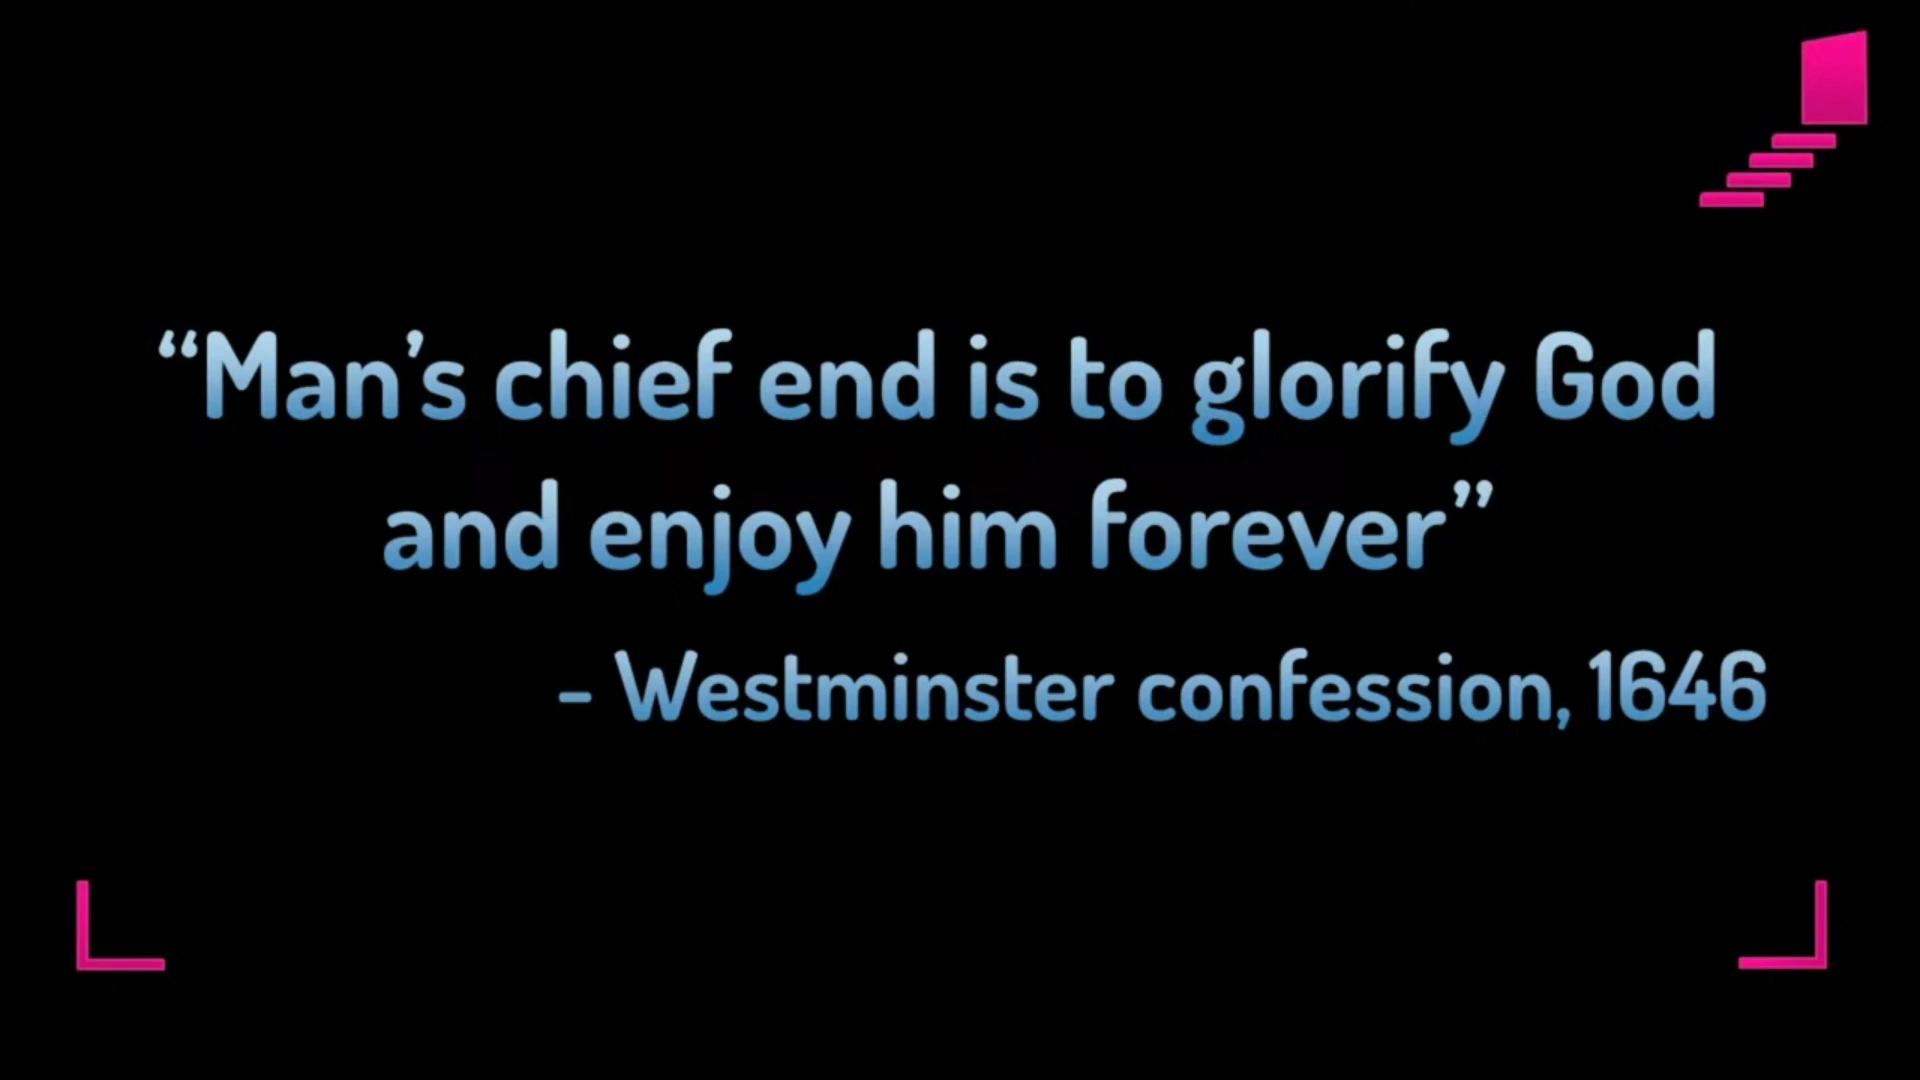 “Man’s chief end is to glorify God
and enjoy him forever”
- Westminster confession, 1646